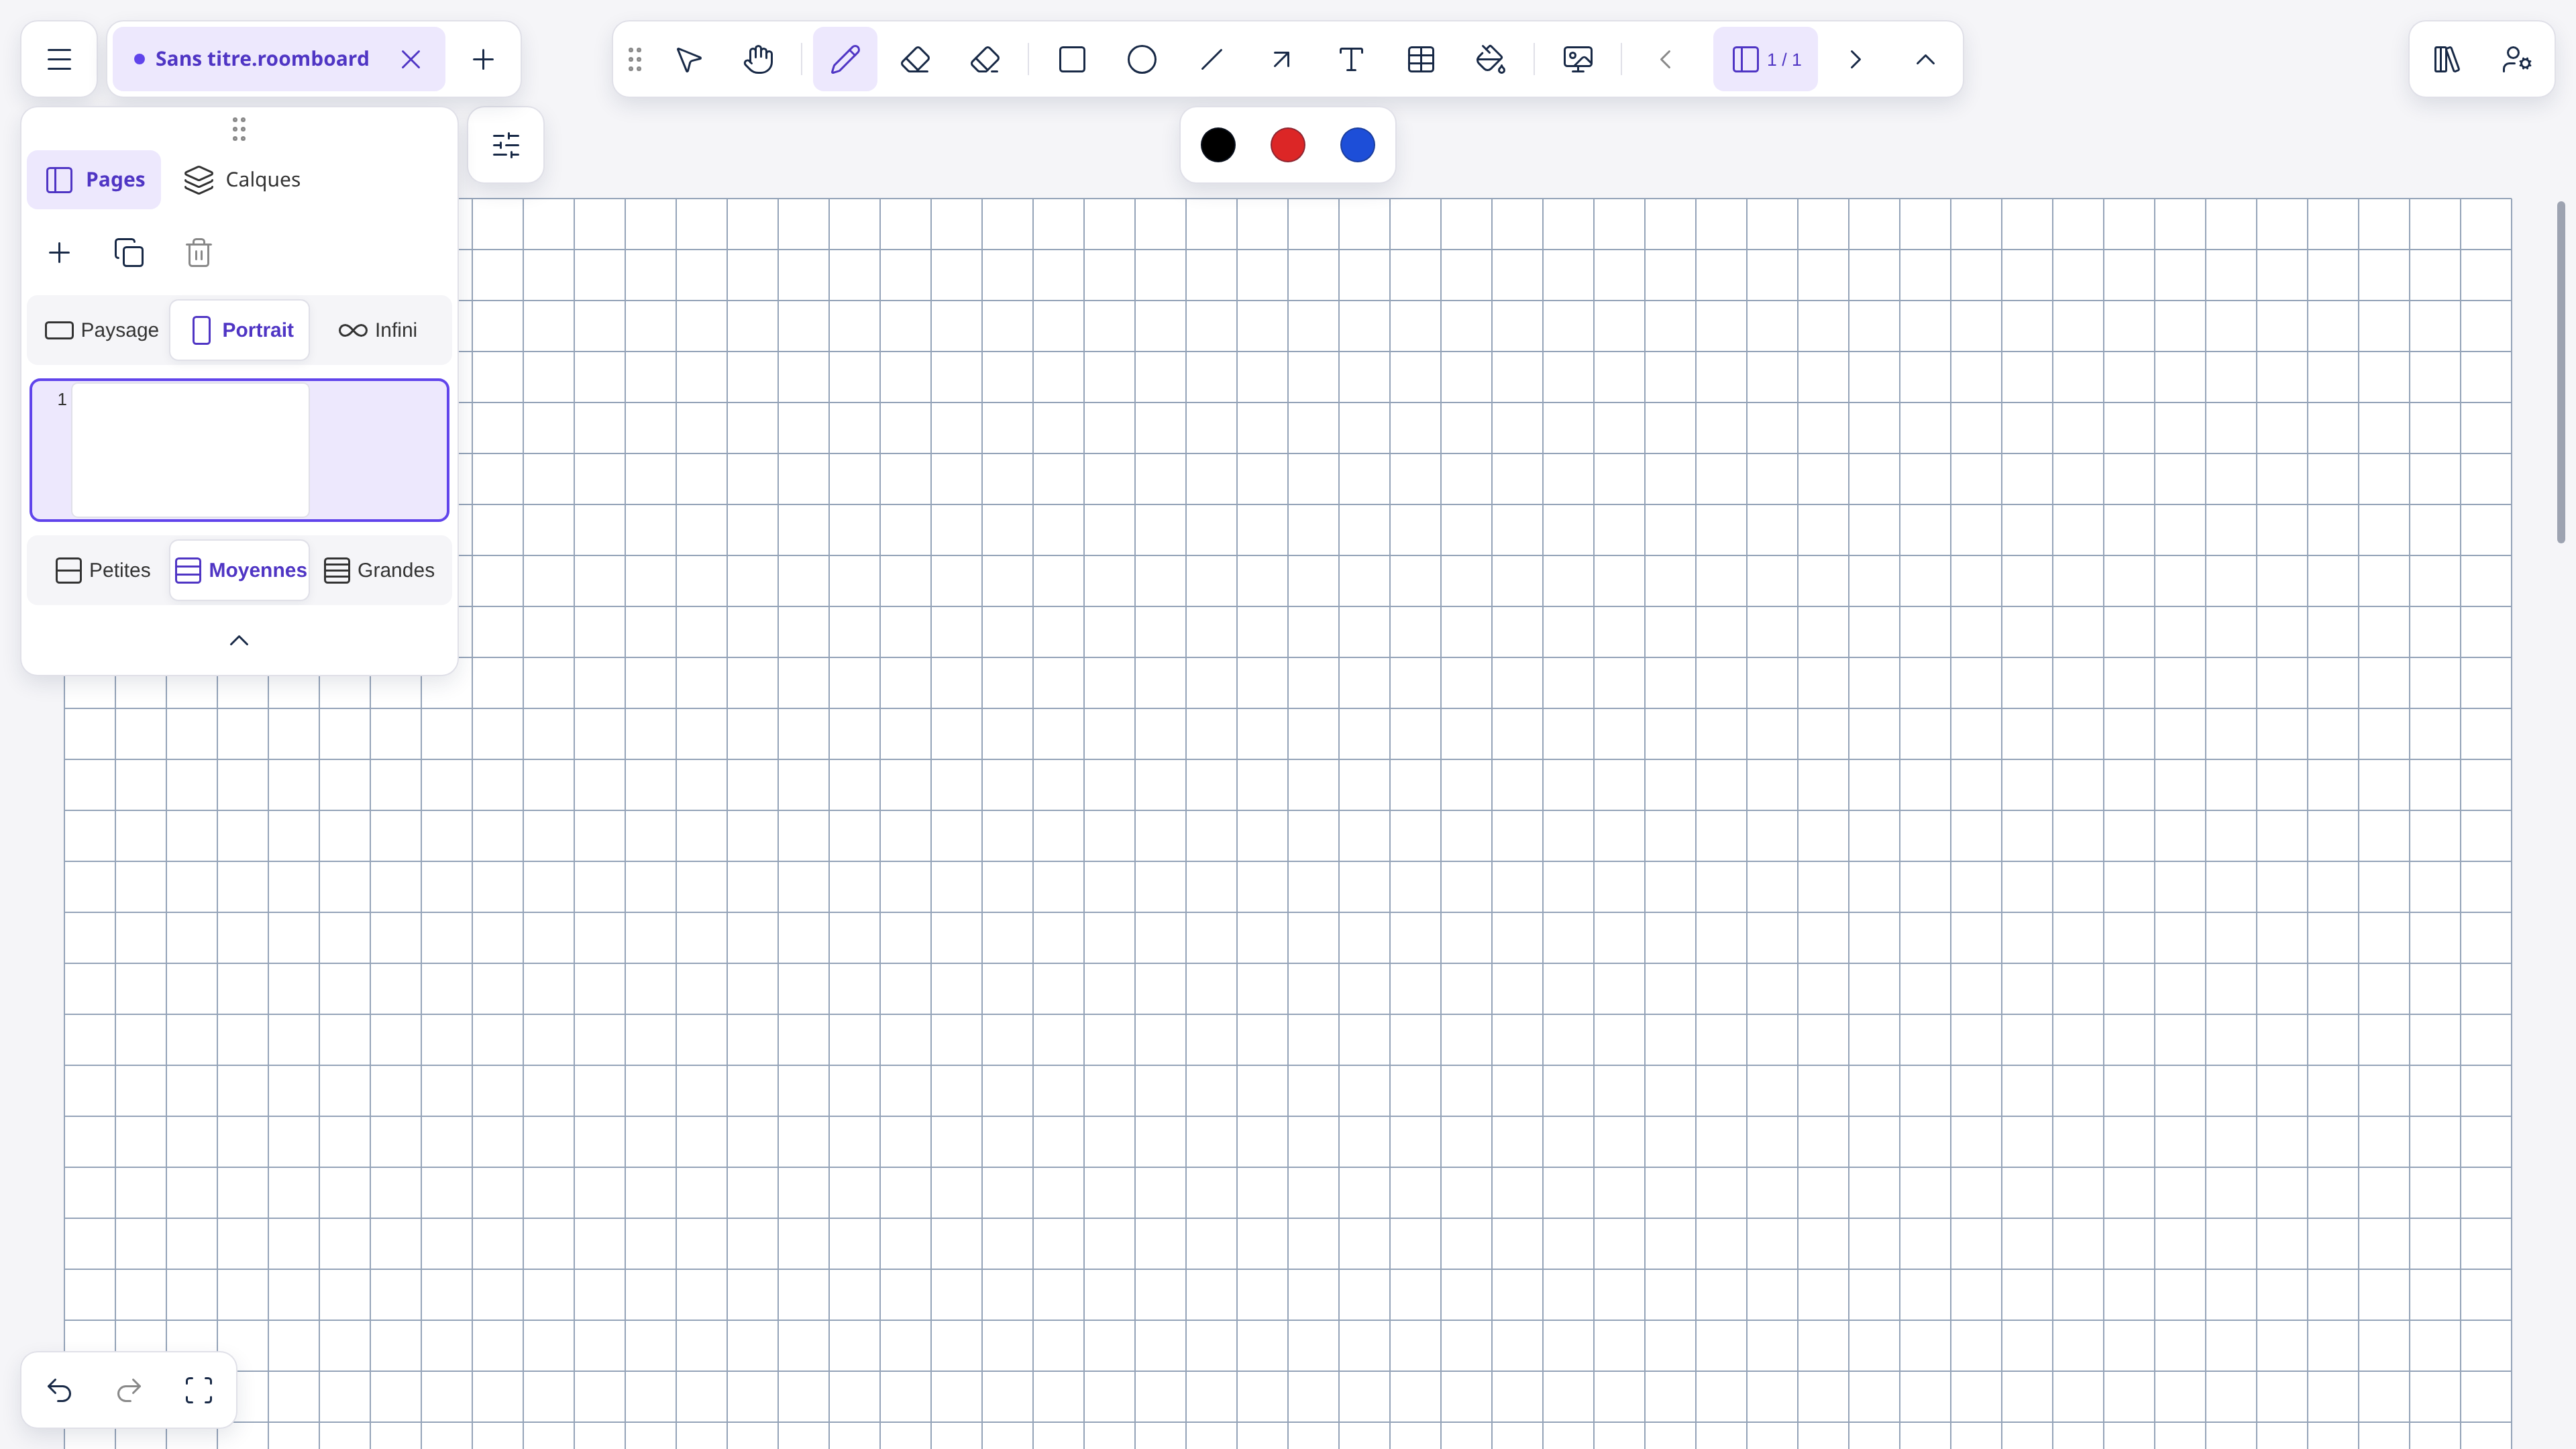 Sans titre.roomboard
1 / 1
Pages
Calques
Paysage
Portrait
Infini
1
Petites
Moyennes
Grandes